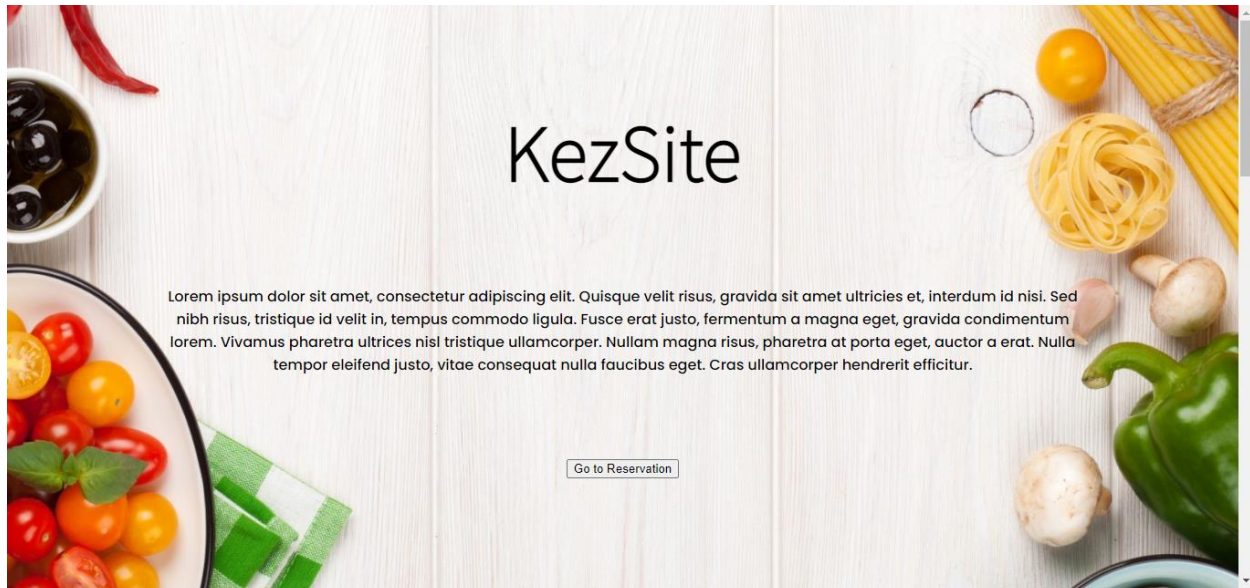 KezSite
Lorem ipsum dolor sit amet, consectetur adipiscing elit. Quisque velit risus, gravida sit amet ultricies et, interdum id nisi. Sed
nibh risus, tristique id velit in, tempus commodo ligula. Fusce erat justo, fermentum a magna eget, gravida condimentum
lorem. Vivamus pharetra ultrices nisl tristique ullamcorper. Nullam magna risus, pharetra at porta eget, auctor a erat. Nulla
tempor eleifend justo, vitae consequat nulla faucibus eget. Cras ullamcorper hendrerit efficitur.
Go to Reservation